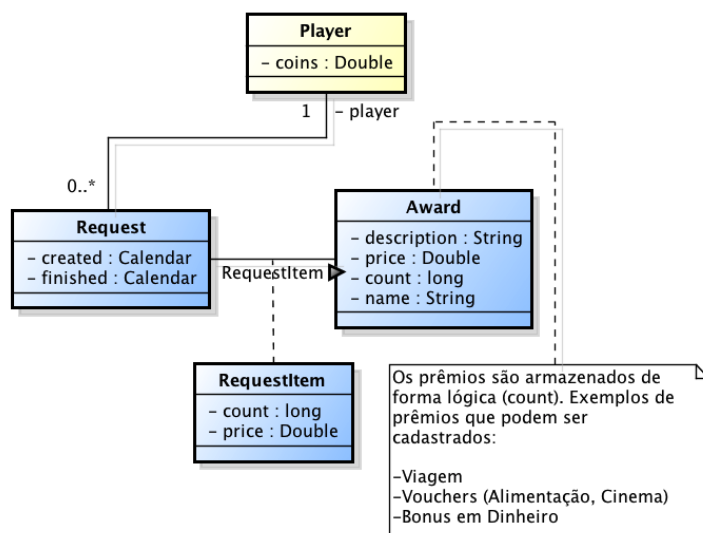 Player
- coins : Double
1
- player
0..*
Request
- created : Calendar
- finished : Calendar
RequestItem
Award
- description : String
- price : Double
- count : long
- name : String
RequestItem
- count : long
- price : Double
Os prêmios são armazenados de
forma lógica (count). Exemplos de
prêmios que podem ser
cadastrados:
-Viagem
-Vouchers (Alimentação, Cinema)
-Bonus em Dinheiro